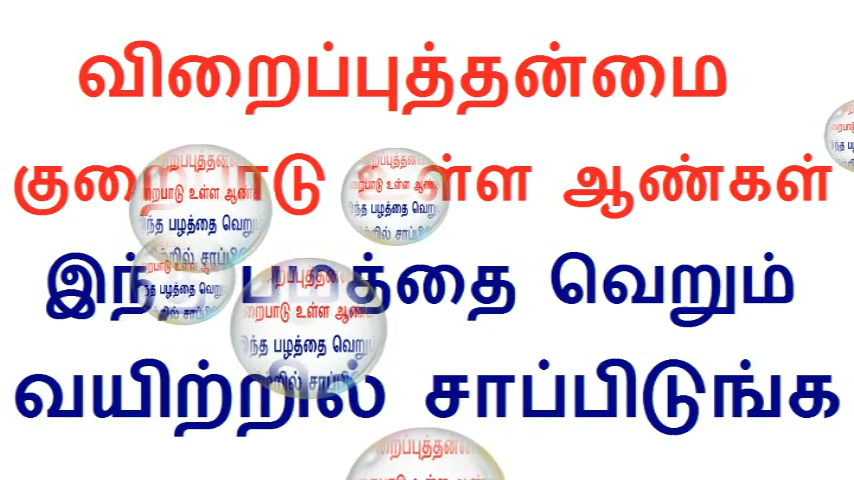 விறைப்புத்தன்மை
குறைபாடு உள்ள ஆண்கள்
இந்த பழத்தை வெறும்
வயிற்றில் சாப்பிடுங்க